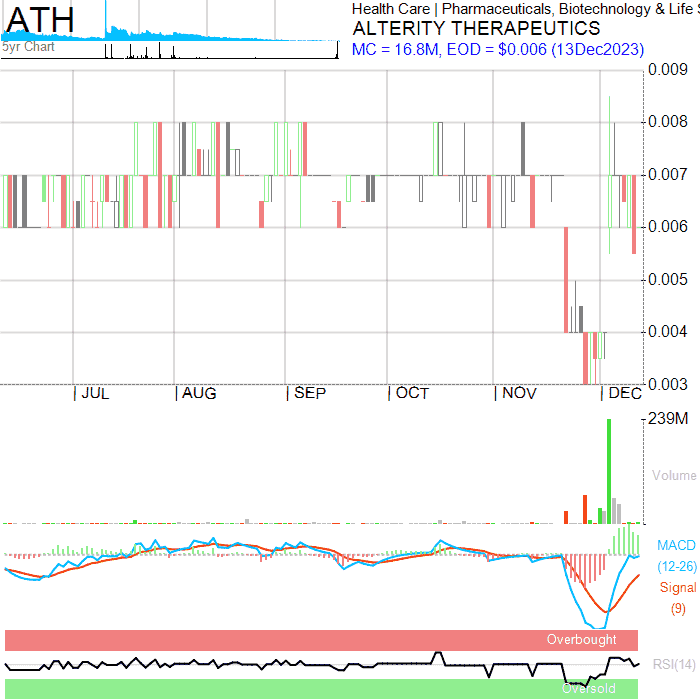 ATH
5yr Chart
Health Care | Pharmaceuticals, Biotechnology & Life S
ALTERITY THERAPEUTICS
MC = 16.8M, EOD = $0.006 (13Dec2023)
0.009
0.008
0.007
0.006
0.005
0.004
0.003
JUL AUG SEP OCT NOV DEC
239M
Volume
MACD
(12-26)
Signal
(9)
Overbought
RSI(14)
Oversold